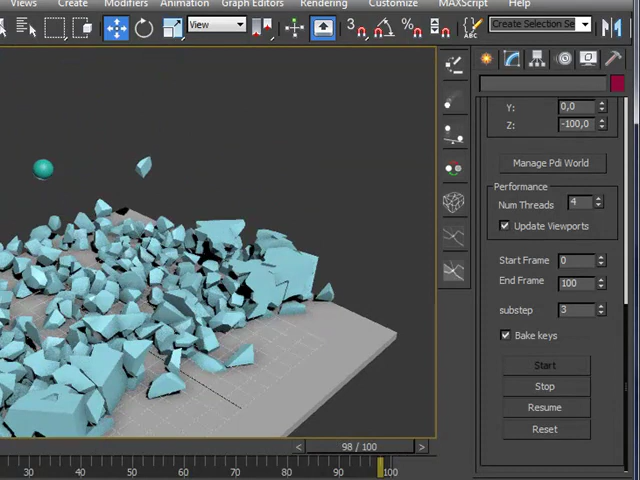 Views Create Modifiers Animation Graph Editors Rendering Customize MAXScript Help
View 3 % ABC Create Selection Se
Y: 0,0
Z: -100,0
Manage Pdi World
Performance
Num Threads 4
Update Viewports
Start Frame 0
End Frame 100
substep 3
Bake keys
Start
Stop
Resume
Reset
< 98 / 100 >
30 40 50 60 70 80 90 100